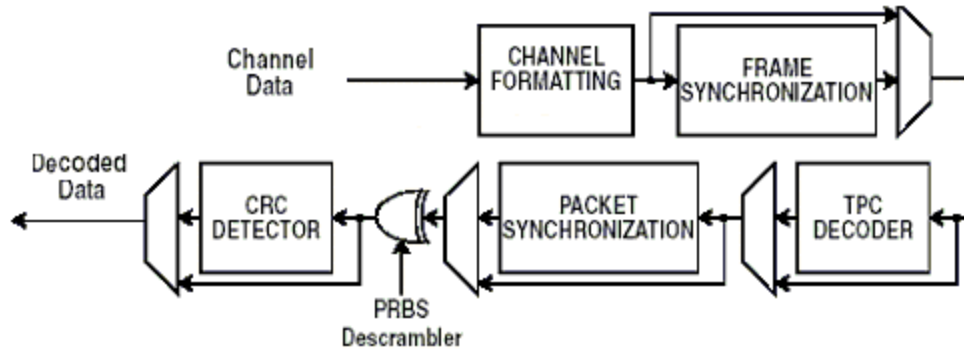 Channel
Data
CHANNEL
FORMATTING
FRAME
SYNCHRONIZATION
Decoded
Data
CRC
DETECTOR
PACKET
SYNCHRONIZATION
TPC
DECODER
PRBS
Descrambler